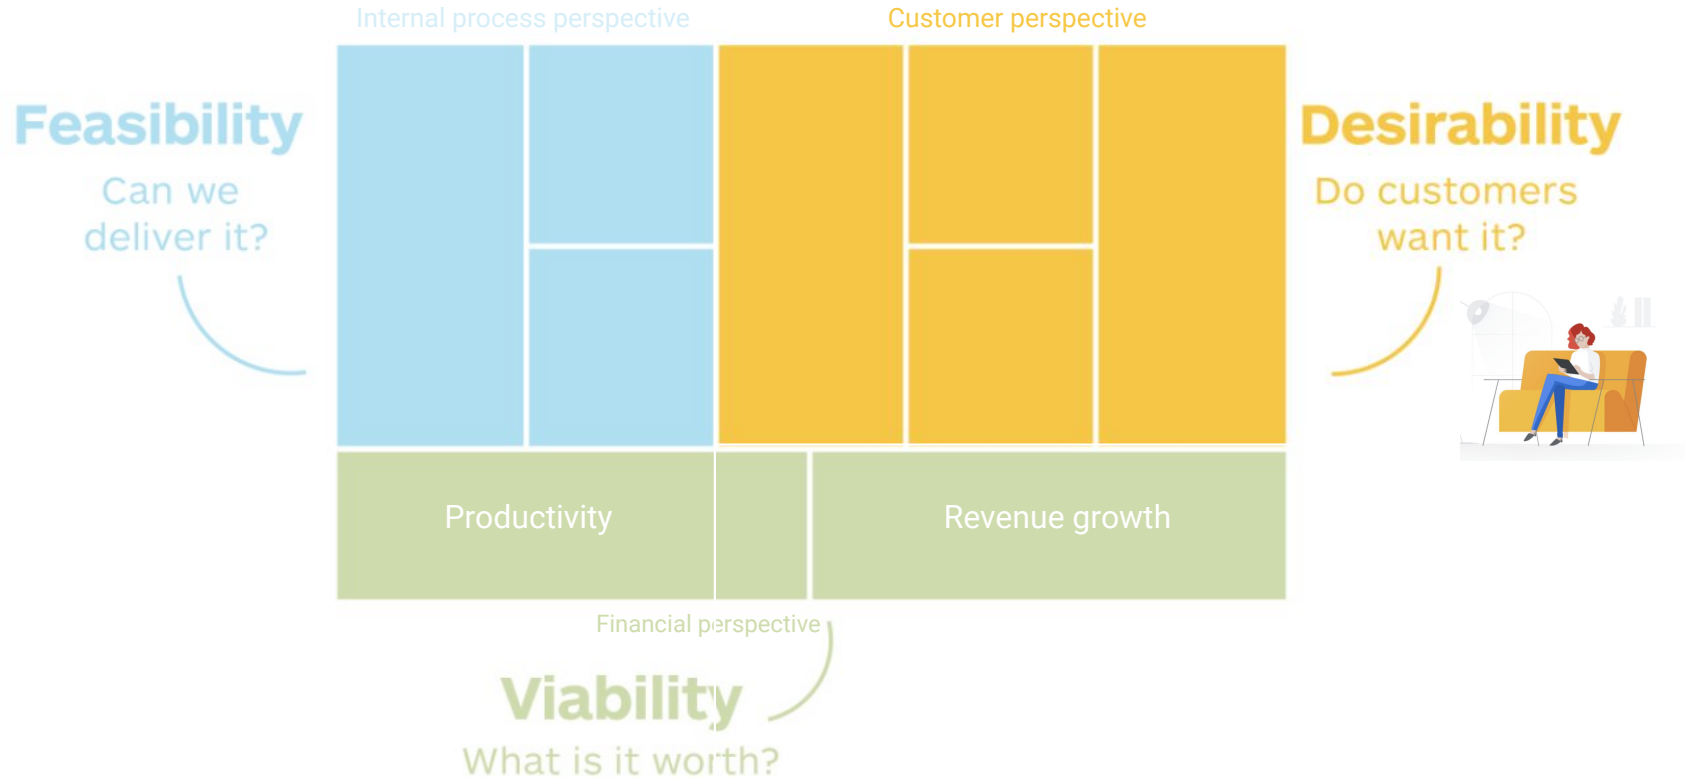 Internal process perspective
Customer perspective
Feasibility
Can we
deliver it?
Desirability
Do customers
want it?
Productivity
Revenue growth
Financial perspective
Viability
What is it worth?